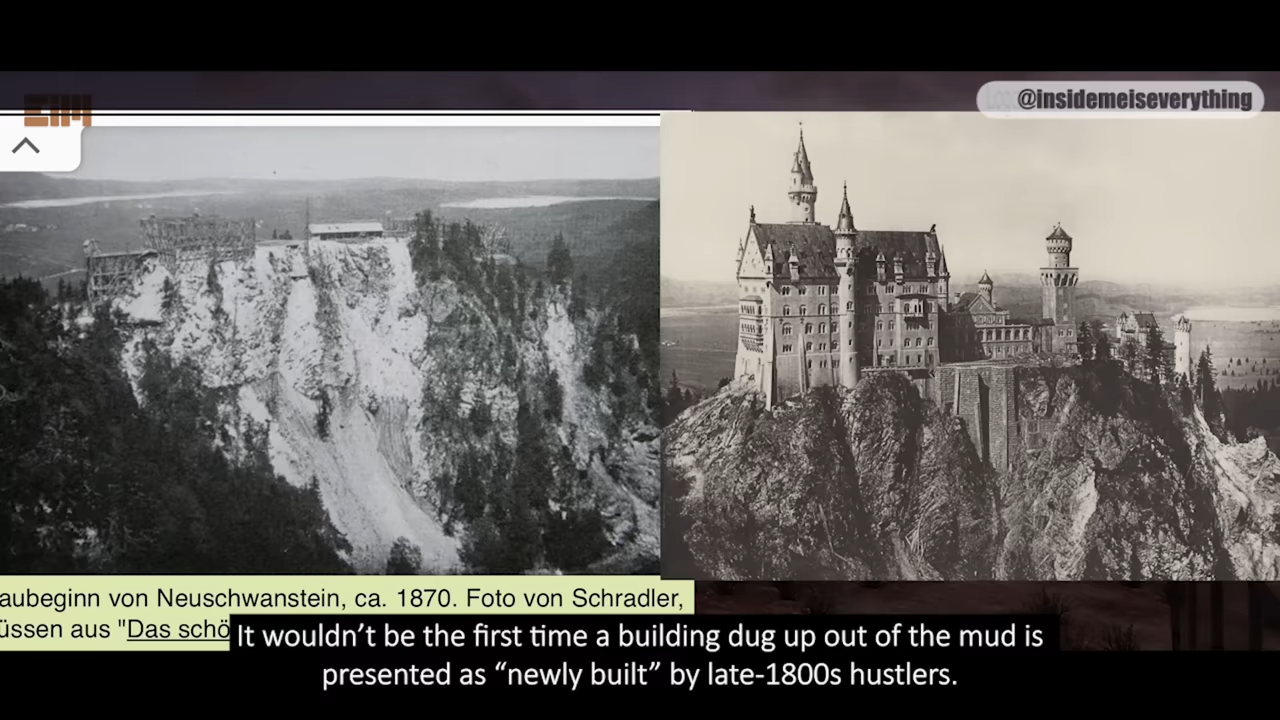 EIM
@insidemeiseverything
aubeginn von Neuschwanstein, ca. 1870. Foto von Schradler,
üssen aus "Das schö
It wouldn’t be the first time a building dug up out of the mud is
presented as “newly built” by late-1800s hustlers.